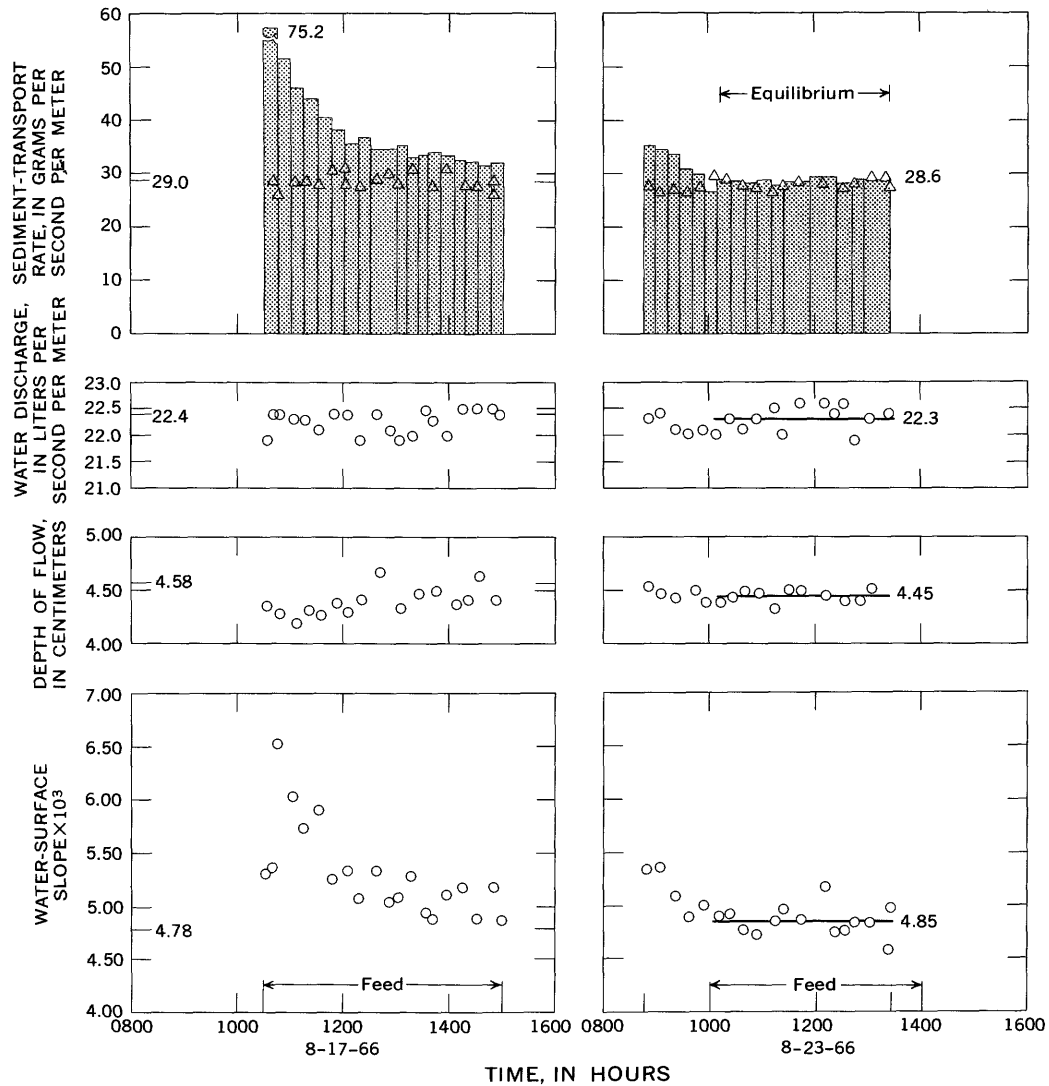 60
50
40
30
20
10
0
29.0
75.2
Equilibrium
28.6
SEDIMENT-TRANSPORT
RATE, IN GRAMS PER
SECOND PER METER
23.0
22.5
22.0
21.5
21.0
22.4
22.3
WATER DISCHARGE,
IN LITERS PER
SECOND PER METER
5.00
4.50
4.00
4.58
4.45
DEPTH OF FLOW,
IN CENTIMETERS
7.00
6.50
6.00
5.50
5.00
4.50
4.00
4.78
4.85
WATER-SURFACE
SLOPE×10³
Feed
Feed
0800 1000 1200 1400 1600
0800 1000 1200 1400 1600
8-17-66
8-23-66
TIME, IN HOURS